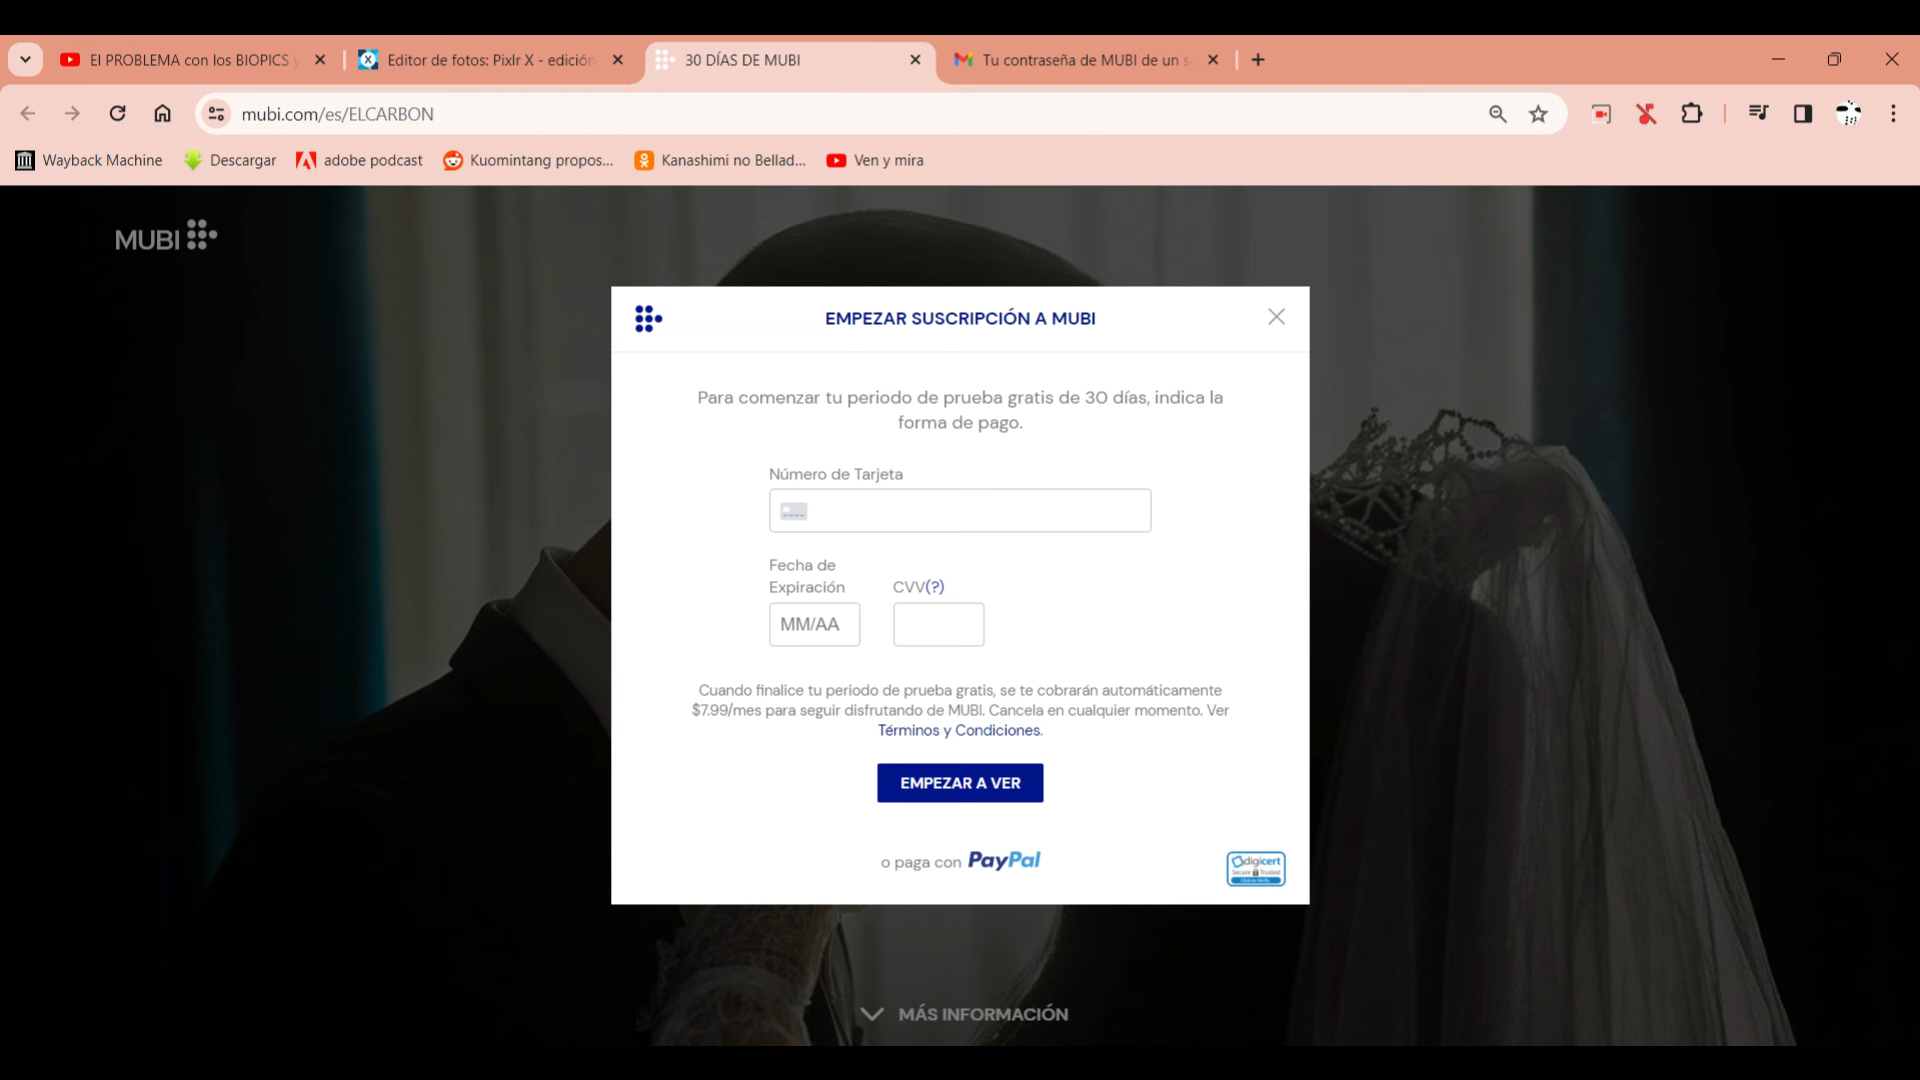 El PROBLEMA con los BIOPICS y
Editor de fotos: Pixlr X - edición
30 DÍAS DE MUBI
Tu contraseña de MUBI de un s
mubi.com/es/ELCARBON
Wayback Machine
Descargar
adobe podcast
Kuomintang propos...
Kanashimi no Bellad...
Ven y mira
MUBI
EMPEZAR SUSCRIPCIÓN A MUBI
Para comenzar tu periodo de prueba gratis de 30 días, indica la
forma de pago.
Número de Tarjeta
Fecha de
Expiración
CVV(?)
MM/AA
Cuando finalice tu periodo de prueba gratis, se te cobrarán automáticamente
$7.99/mes para seguir disfrutando de MUBI. Cancela en cualquier momento. Ver
Términos y Condiciones.
EMPEZAR A VER
o paga con PayPal
digicert
Secure Trusted
MÁS INFORMACIÓN